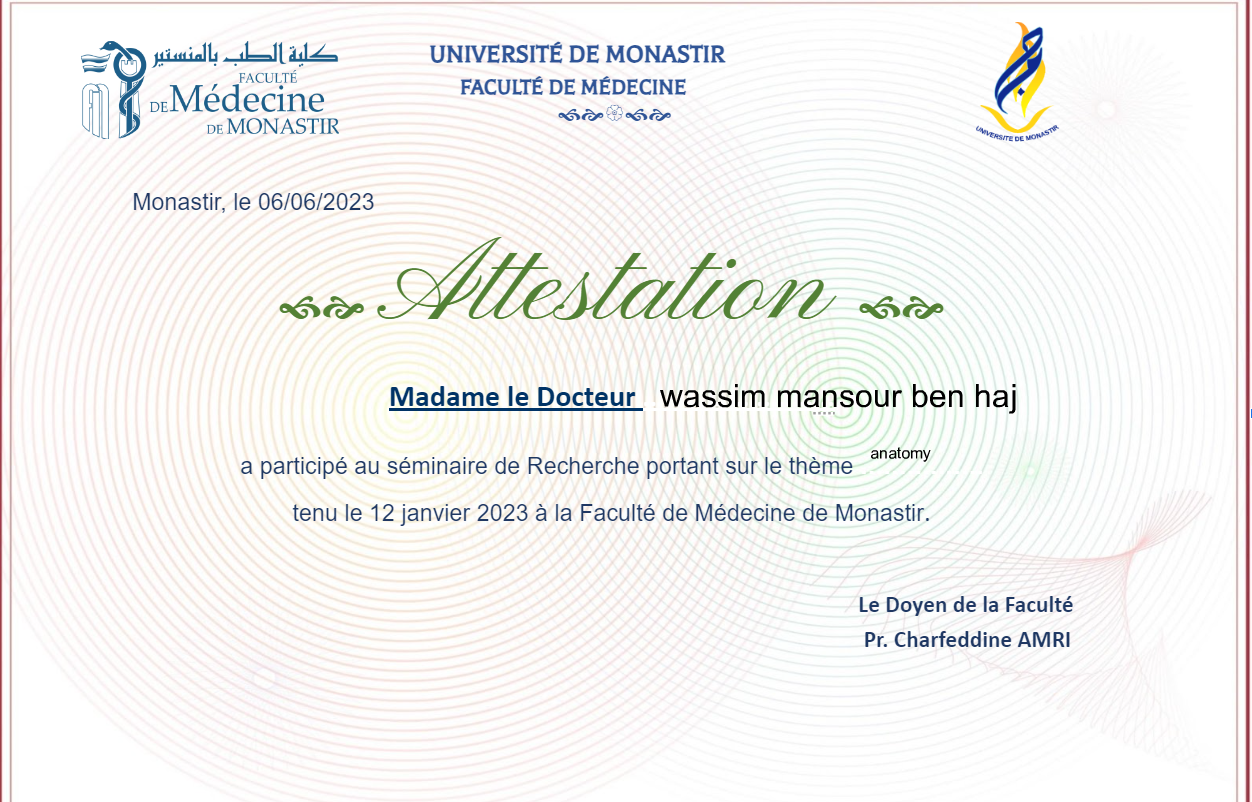 كلية الطب بالمنستير
FACULTÉ
DE Médecine
DE MONASTIR
UNIVERSITÉ DE MONASTIR
FACULTÉ DE MÉDECINE
UNIVERSITE DE MONASTIR
Monastir, le 06/06/2023
Attestation
Madame le Docteur wassim mansour ben haj
a participé au séminaire de Recherche portant sur le thème anatomy
tenu le 12 janvier 2023 à la Faculté de Médecine de Monastir.
Le Doyen de la Faculté
Pr. Charfeddine AMRI